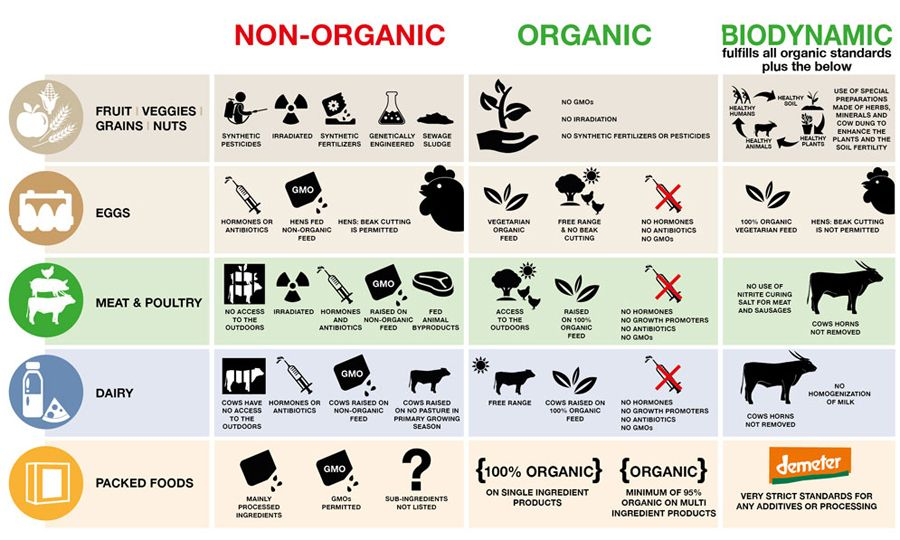 NON-ORGANIC
ORGANIC
BIODYNAMIC
fulfills all organic standards
plus the below
FRUIT | VEGGIES |
GRAINS | NUTS
SYNTHETIC
PESTICIDES
IRRADIATED
SYNTHETIC
FERTILIZERS
GENETICALLY
ENGINEERED
SEWAGE
SLUDGE
NO GMOs
NO IRRADIATION
NO SYNTHETIC FERTILIZERS OR PESTICIDES
HEALTHY
HUMANS
HEALTHY
SOIL
HEALTHY
ANIMALS
HEALTHY
PLANTS
USE OF SPECIAL
PREPARATIONS
MADE OF HERBS,
MINERALS AND
COW DUNG TO
ENHANCE THE
PLANTS AND THE
SOIL FERTILITY
EGGS
HORMONES OR
ANTIBIOTICS
GMO
HENS FED
NON-ORGANIC
FEED
HENS: BEAK CUTTING
IS PERMITTED
VEGETARIAN
ORGANIC
FEED
FREE RANGE
& NO BEAK
CUTTING
NO HORMONES
NO ANTIBIOTICS
NO GMOs
100% ORGANIC
VEGETARIAN FEED
HENS: BEAK CUTTING
IS NOT PERMITTED
MEAT & POULTRY
NO ACCESS
TO THE
OUTDOORS
IRRADIATED
HORMONES
AND
ANTIBIOTICS
GMO
RAISED ON
NON-ORGANIC
FEED
FED
ANIMAL
BYPRODUCTS
ACCESS
TO THE
OUTDOORS
RAISED
ON 100%
ORGANIC
FEED
NO HORMONES
NO GROWTH PROMOTERS
NO ANTIBIOTICS
NO GMOs
NO USE OF
NITRITE CURING
SALT FOR MEAT
AND SAUSAGES
COWS HORNS
NOT REMOVED
DAIRY
COWS HAVE
NO ACCESS
TO THE
OUTDOORS
HORMONES OR
ANTIBIOTICS
GMO
COWS RAISED ON
NON-ORGANIC
FEED
COWS RAISED
ON NO PASTURE IN
PRIMARY GROWING
SEASON
FREE RANGE
COWS RAISED ON
100% ORGANIC
FEED
NO HORMONES
NO GROWTH PROMOTERS
NO ANTIBIOTICS
NO GMOs
COWS HORNS
NOT REMOVED
NO
HOMOGENIZATION
OF MILK
PACKED FOODS
MAINLY
PROCESSED
INGREDIENTS
GMO
GMOs
PERMITTED
?
SUB-INGREDIENTS
NOT LISTED
{100% ORGANIC}
ON SINGLE INGREDIENT
PRODUCTS
{ORGANIC}
MINIMUM OF 95%
ORGANIC ON MULTI
INGREDIENT PRODUCTS
demeter
VERY STRICT STANDARDS FOR
ANY ADDITIVES OR PROCESSING